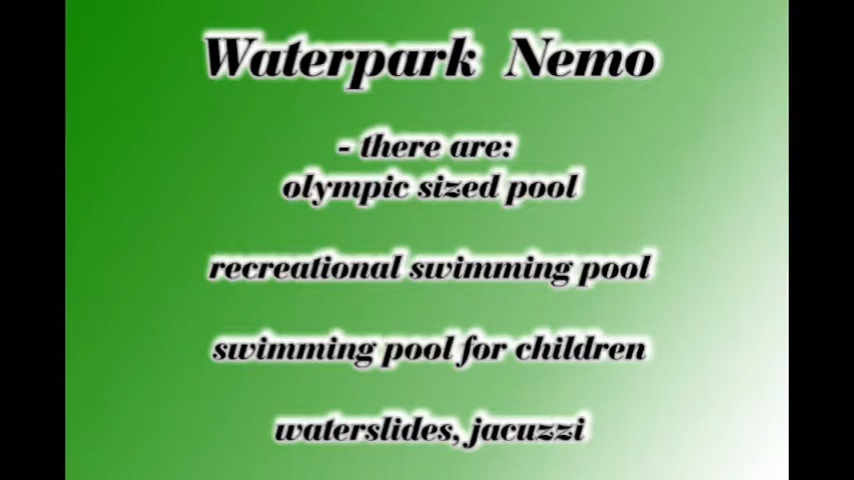 Waterpark Nemo
- there are:
olympic sized pool
recreational swimming pool
swimming pool for children
waterslides, jacuzzi